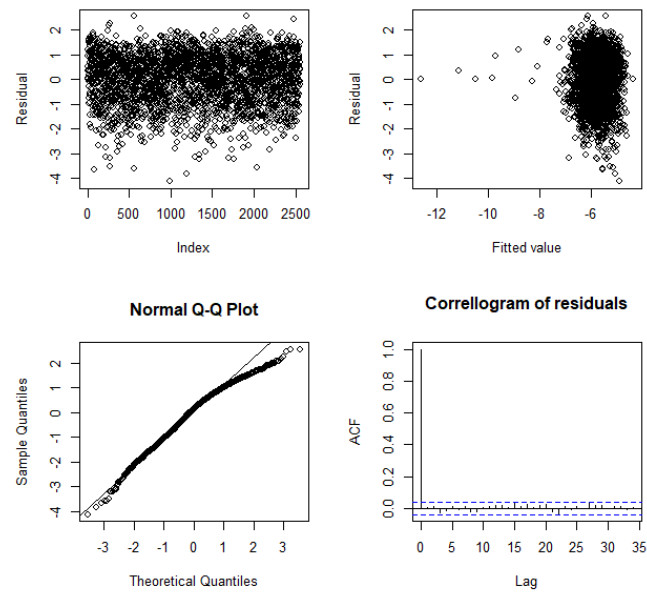 Residual
2
1
0
-1
-2
-3
-4
0 500 1000 1500 2000 2500
Index
Residual
2
1
0
-1
-2
-3
-4
-12 -10 -8 -6
Fitted value
Normal Q-Q Plot
Sample Quantiles
2
1
0
-1
-2
-3
-4
-3 -2 -1 0 1 2 3
Theoretical Quantiles
Correllogram of residuals
ACF
1.0
0.8
0.6
0.4
0.2
0.0
0 5 10 15 20 25 30 35
Lag